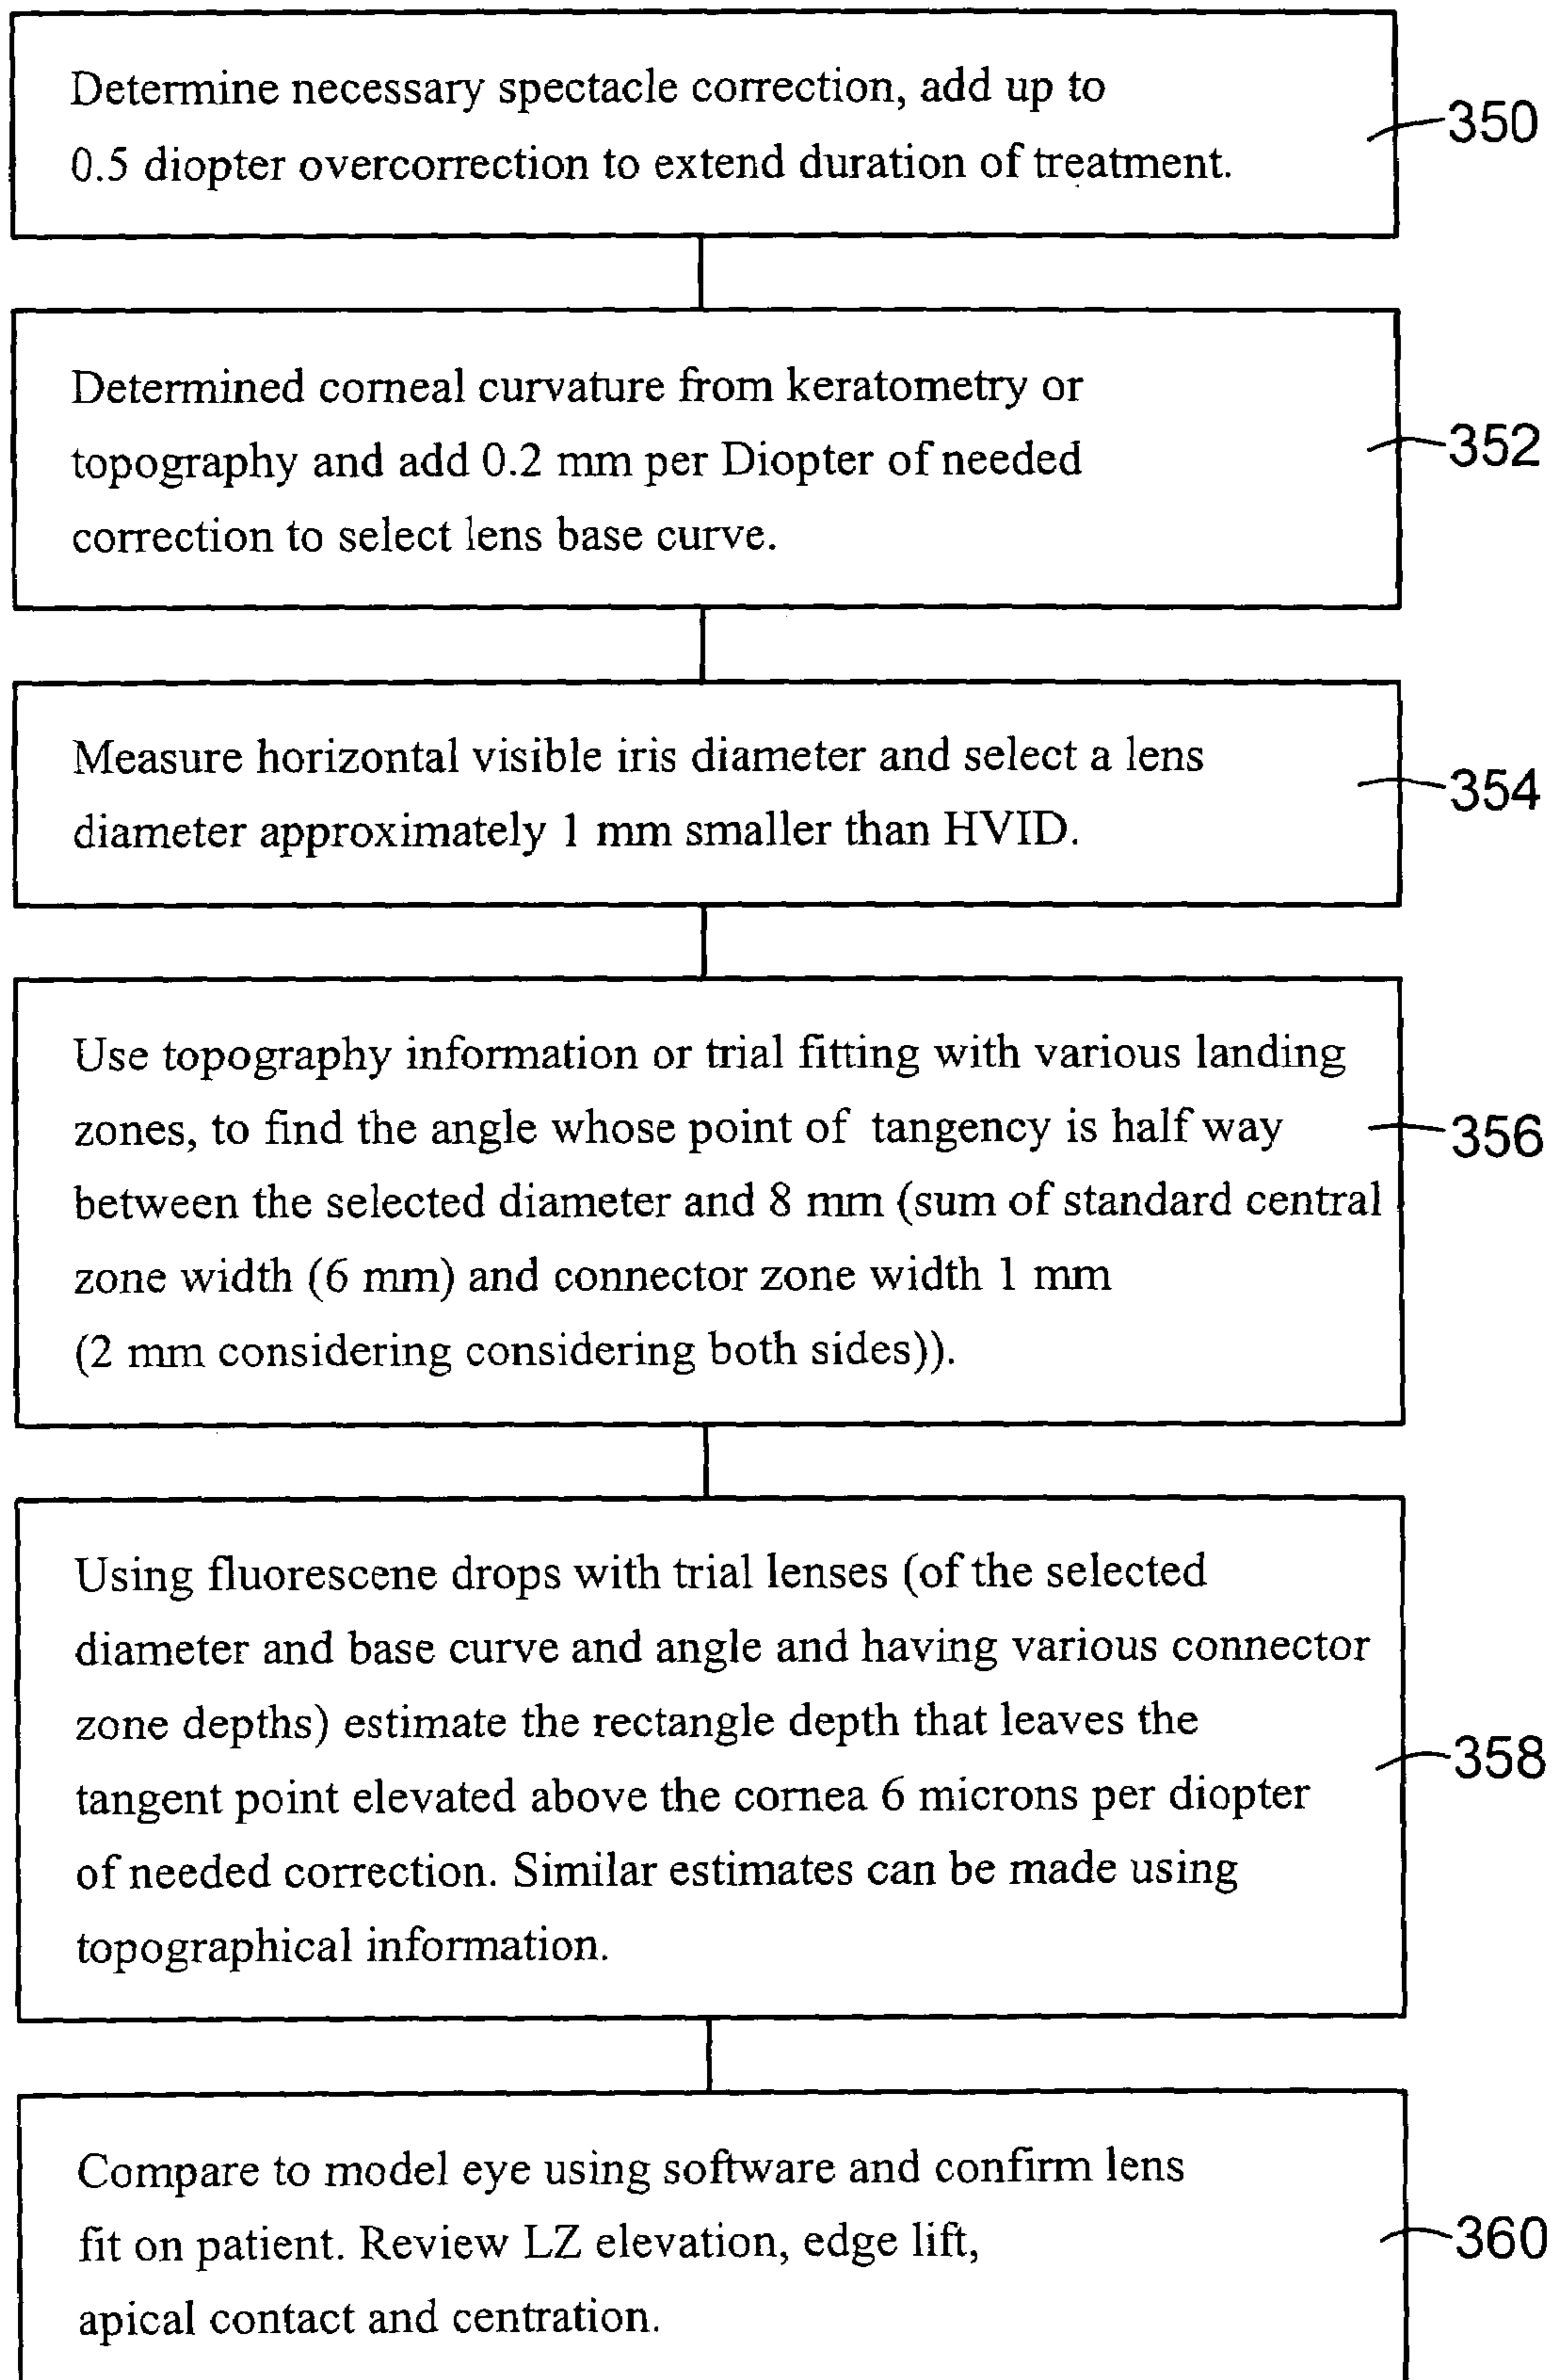 Determine necessary spectacle correction, add up to
0.5 diopter overcorrection to extend duration of treatment.
350
Determined corneal curvature from keratometry or
topography and add 0.2 mm per Diopter of needed
correction to select lens base curve.
352
Measure horizontal visible iris diameter and select a lens
diameter approximately 1 mm smaller than HVID.
354
Use topography information or trial fitting with various landing
zones, to find the angle whose point of tangency is half way
between the selected diameter and 8 mm (sum of standard central
zone width (6 mm) and connector zone width 1 mm
(2 mm considering considering both sides)).
356
Using fluorescene drops with trial lenses (of the selected
diameter and base curve and angle and having various connector
zone depths) estimate the rectangle depth that leaves the
tangent point elevated above the cornea 6 microns per diopter
of needed correction. Similar estimates can be made using
topographical information.
358
Compare to model eye using software and confirm lens
fit on patient. Review LZ elevation, edge lift,
apical contact and centration.
360